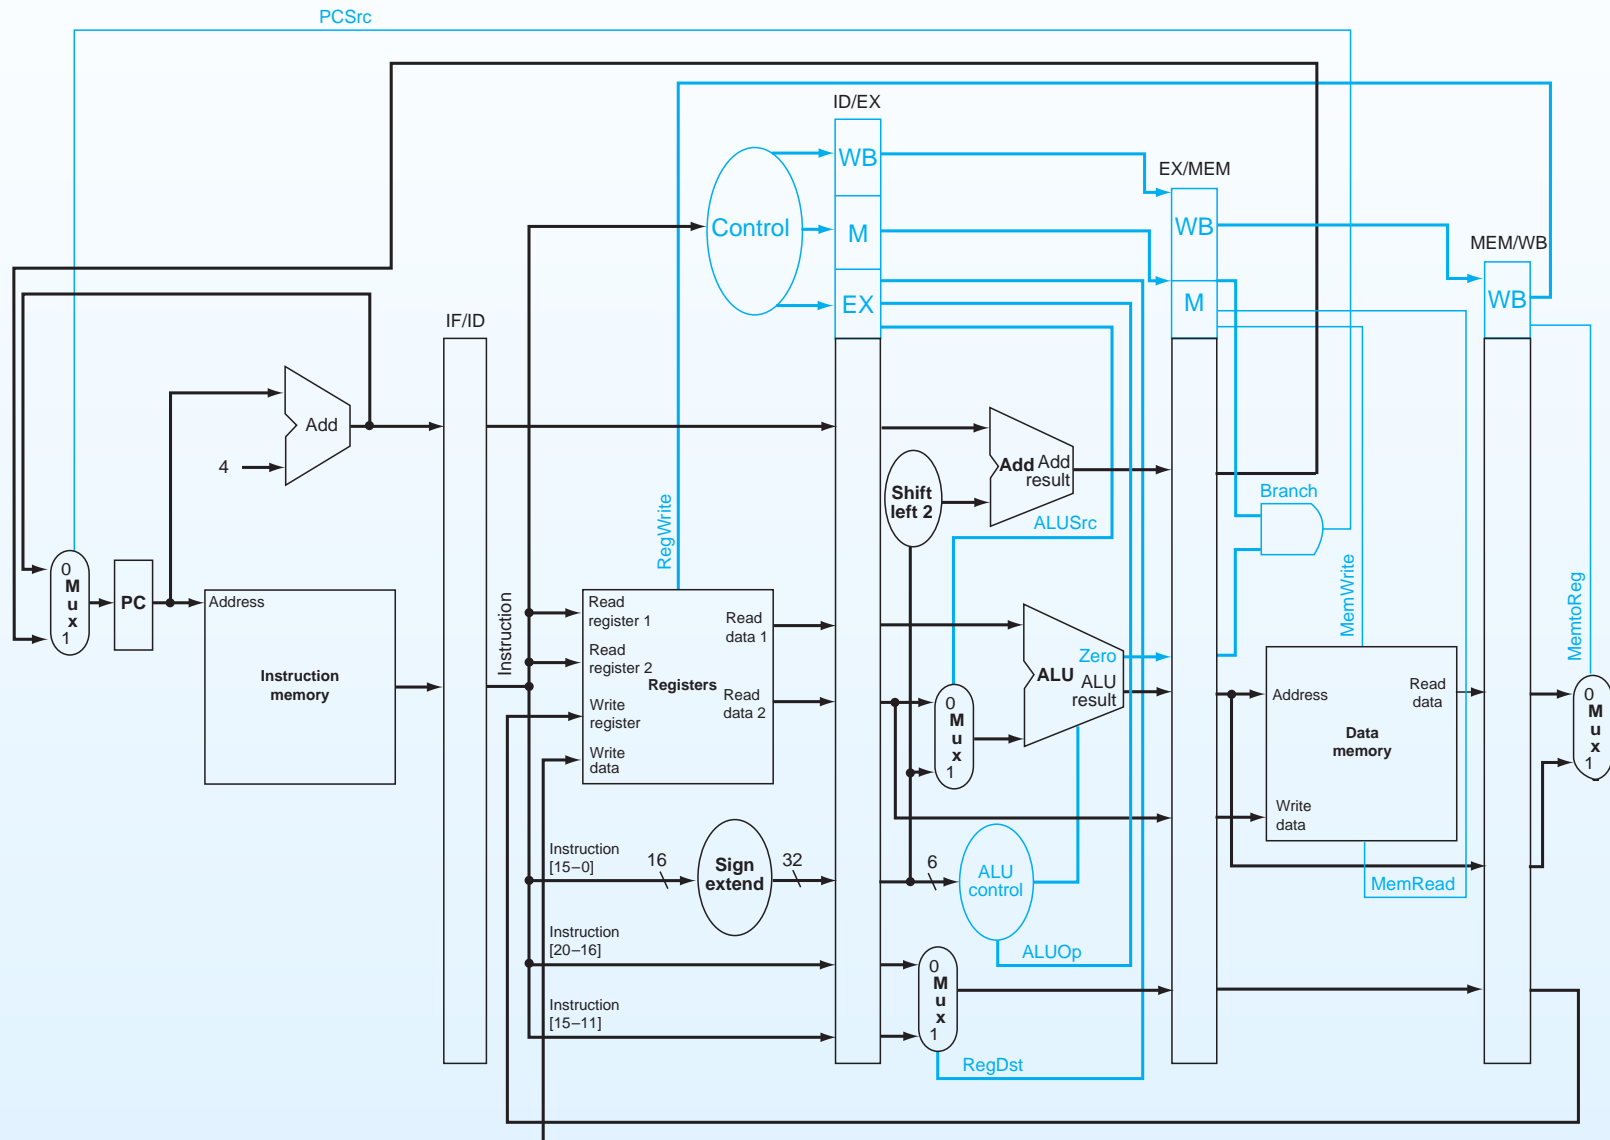 PCSrc
ID/EX
WB
EX/MEM
Control
M
WB
MEM/WB
EX
M
WB
IF/ID
Add
4
Add Add
result
Shift
left 2
Branch
ALUSrc
RegWrite
MemWrite
MemtoReg
0
M
u
x
1
PC
Address
Instruction
memory
Instruction
Read
register 1
Read
register 2
Write
register
Write
data
Registers
Read
data 1
Read
data 2
0
M
u
x
1
Zero
ALU ALU
result
Address
Read
data
Data
memory
Write
data
0
M
u
x
1
MemRead
Instruction
[15–0]
16
Sign
extend
32
6
ALU
control
Instruction
[20–16]
ALUOp
0
M
u
x
1
Instruction
[15–11]
RegDst